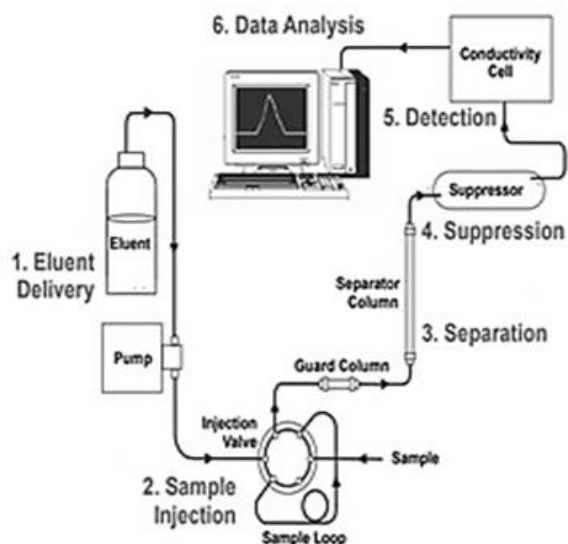 6. Data Analysis
Conductivity
Cell
5. Detection
Suppressor
4. Suppression
Eluent
1. Eluent
Delivery
Separator
Column
3. Separation
Pump
Guard Column
Injection
Valve
Sample
2. Sample
Injection
Sample Loop